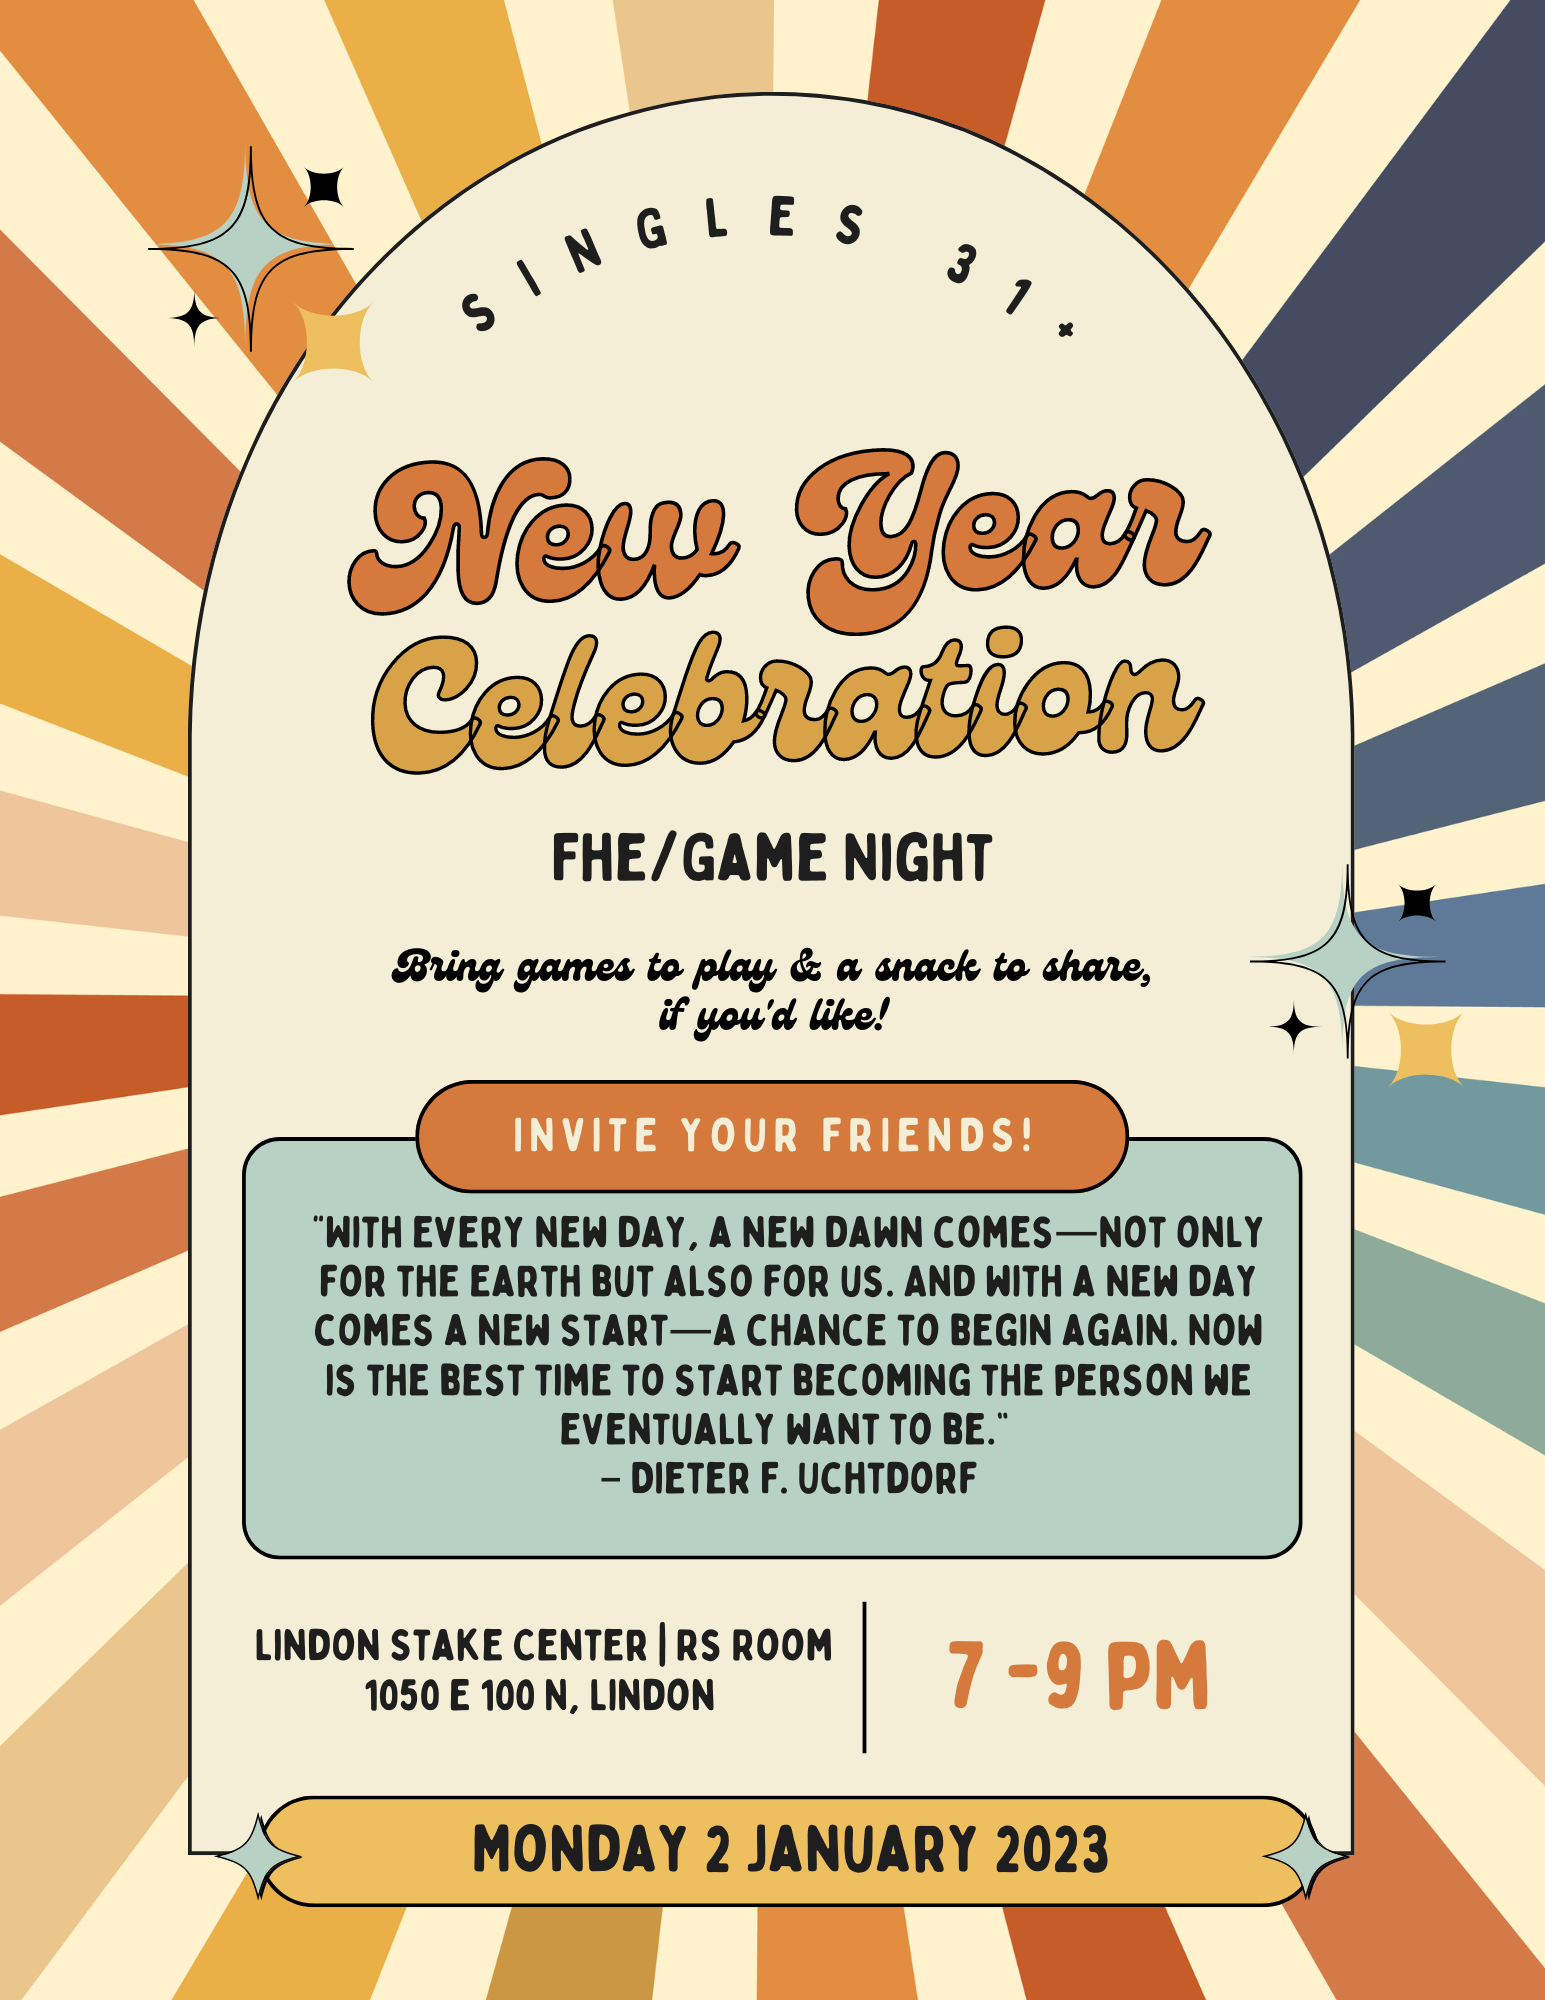 SINGLES 31+
New Year
Celebration
FHE/GAME NIGHT
Bring games to play & a snack to share,
if you'd like!
INVITE YOUR FRIENDS!
"WITH EVERY NEW DAY, A NEW DAWN COMES—NOT ONLY
FOR THE EARTH BUT ALSO FOR US. AND WITH A NEW DAY
COMES A NEW START—A CHANCE TO BEGIN AGAIN. NOW
IS THE BEST TIME TO START BECOMING THE PERSON WE
EVENTUALLY WANT TO BE."
– DIETER F. UCHTDORF
LINDON STAKE CENTER | RS ROOM
1050 E 100 N, LINDON
7 -9 PM
MONDAY 2 JANUARY 2023